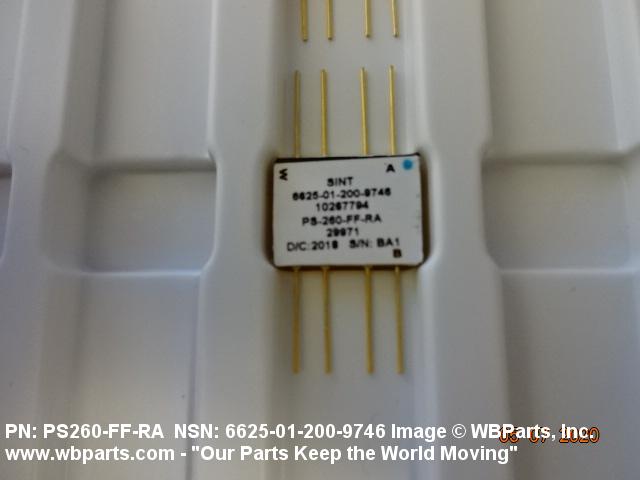 W A
SINT
6625-01-200-9746
10267794
PS-260-FF-RA
29971
D/C:2018 S/N: BA1
B
PN: PS260-FF-RA NSN: 6625-01-200-9746 Image © WBParts, Inc.
2020
www.wbparts.com - "Our Parts Keep the World Moving"